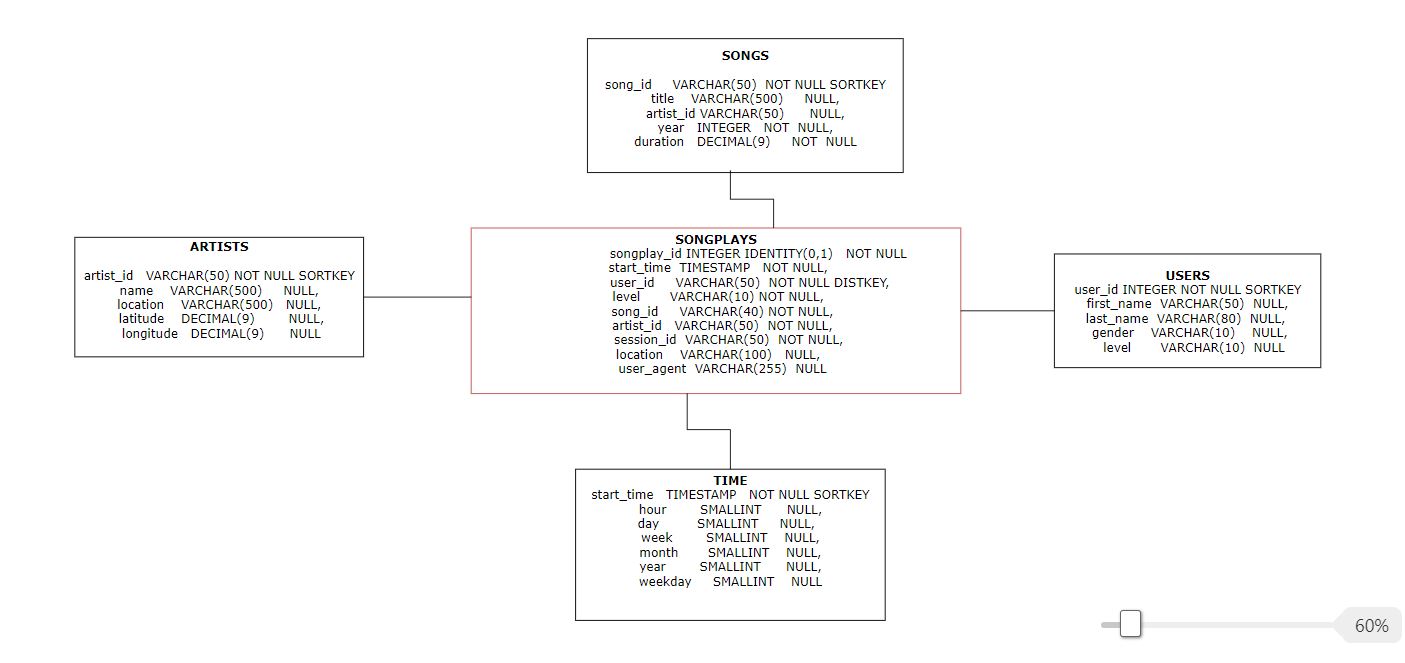 SONGS
song_id VARCHAR(50) NOT NULL SORTKEY
title VARCHAR(500) NULL,
artist_id VARCHAR(50) NULL,
year INTEGER NOT NULL,
duration DECIMAL(9) NOT NULL
ARTISTS
artist_id VARCHAR(50) NOT NULL SORTKEY
name VARCHAR(500) NULL,
location VARCHAR(500) NULL,
latitude DECIMAL(9) NULL,
longitude DECIMAL(9) NULL
SONGPLAYS
songplay_id INTEGER IDENTITY(0,1) NOT NULL
start_time TIMESTAMP NOT NULL,
user_id VARCHAR(50) NOT NULL DISTKEY,
level VARCHAR(10) NOT NULL,
song_id VARCHAR(40) NOT NULL,
artist_id VARCHAR(50) NOT NULL,
session_id VARCHAR(50) NOT NULL,
location VARCHAR(100) NULL,
user_agent VARCHAR(255) NULL
USERS
user_id INTEGER NOT NULL SORTKEY
first_name VARCHAR(50) NULL,
last_name VARCHAR(80) NULL,
gender VARCHAR(10) NULL,
level VARCHAR(10) NULL
TIME
start_time TIMESTAMP NOT NULL SORTKEY
hour SMALLINT NULL,
day SMALLINT NULL,
week SMALLINT NULL,
month SMALLINT NULL,
year SMALLINT NULL,
weekday SMALLINT NULL
60%